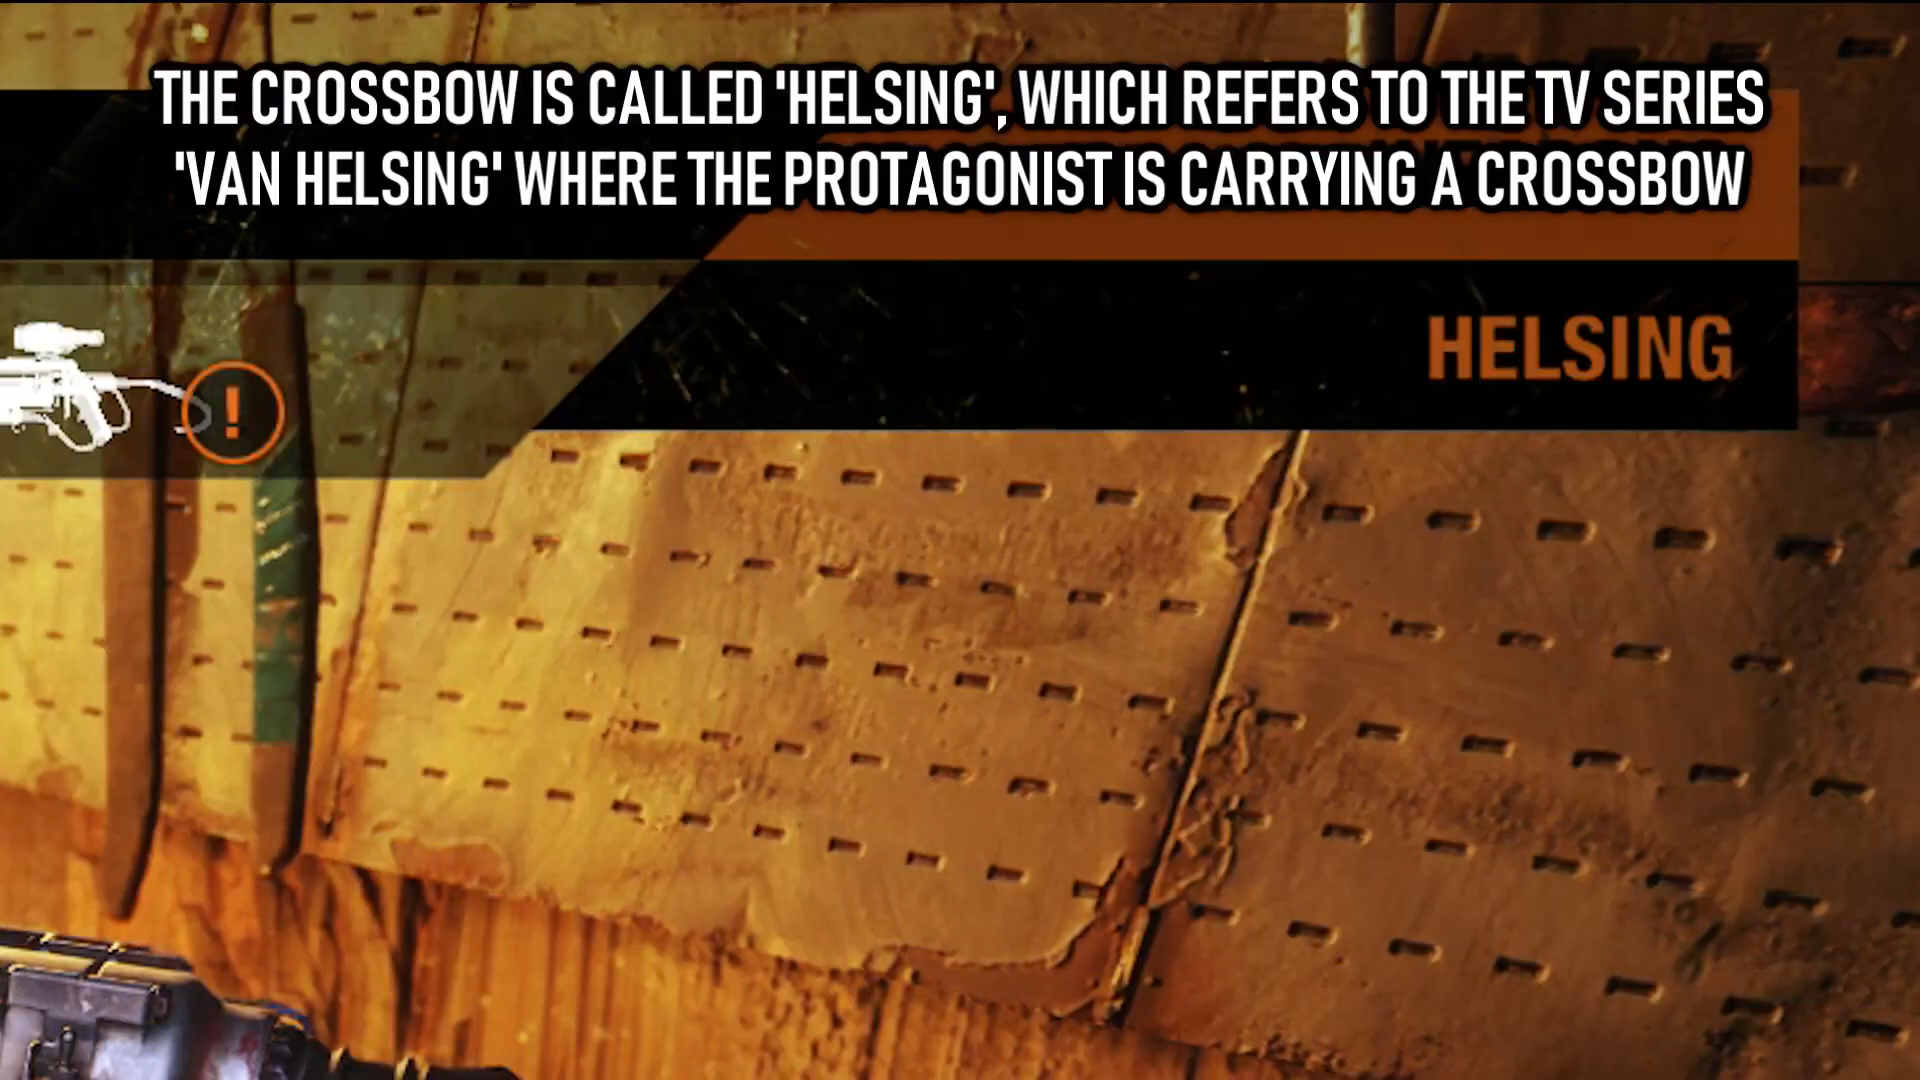 THE CROSSBOW IS CALLED 'HELSING', WHICH REFERS TO THE TV SERIES
'VAN HELSING' WHERE THE PROTAGONIST IS CARRYING A CROSSBOW
HELSING
!